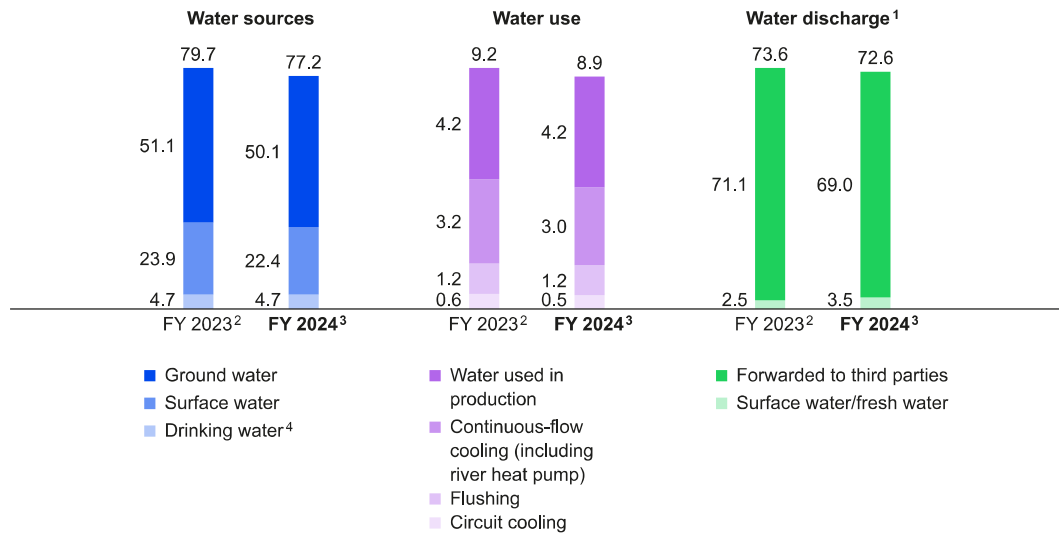 Water sources
Water use
Water discharge¹
79.7
77.2
9.2
8.9
73.6
72.6
51.1
50.1
23.9
22.4
4.7
4.7
4.2
4.2
3.2
3.0
1.2
1.2
0.6
0.5
71.1
69.0
2.5
3.5
FY 2023²
FY 2024³
FY 2023²
FY 2024³
FY 2023²
FY 2024³
Ground water
Surface water
Drinking water⁴
Water used in
production
Continuous-flow
cooling (including
river heat pump)
Flushing
Circuit cooling
Forwarded to third parties
Surface water/fresh water